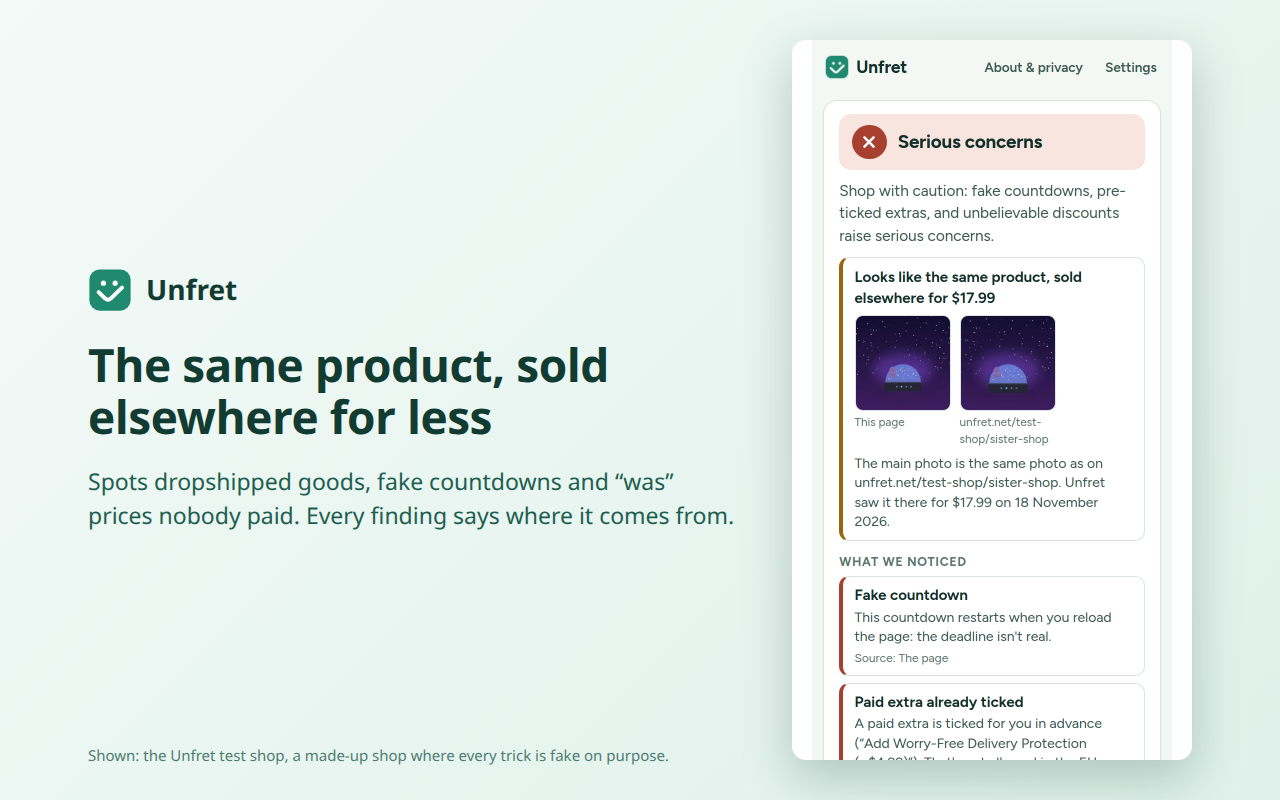 Unfret
The same product, sold
elsewhere for less
Spots dropshipped goods, fake countdowns and “was”
prices nobody paid. Every finding says where it comes from.
Shown: the Unfret test shop, a made-up shop where every trick is fake on purpose.
Unfret
About & privacy
Settings
Serious concerns
Shop with caution: fake countdowns, pre-
ticked extras, and unbelievable discounts
raise serious concerns.
Looks like the same product, sold
elsewhere for $17.99
This page
unfret.net/test-
shop/sister-shop
The main photo is the same photo as on
unfret.net/test-shop/sister-shop. Unfret
saw it there for $17.99 on 18 November
2026.
WHAT WE NOTICED
Fake countdown
This countdown restarts when you reload
the page: the deadline isn't real.
Source: The page
Paid extra already ticked
A paid extra is ticked for you in advance
(“Add Worry-Free Delivery Protection